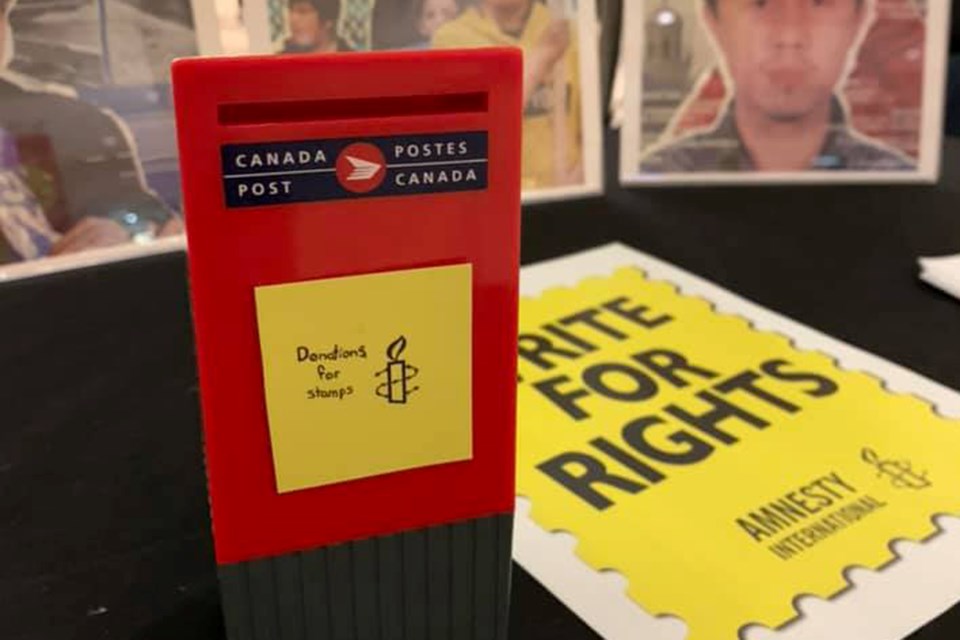 CANADA
POST
POSTES
CANADA
Donations
for
stamps
RITE
FOR
RIGHTS
AMNESTY
INTERNATIONAL